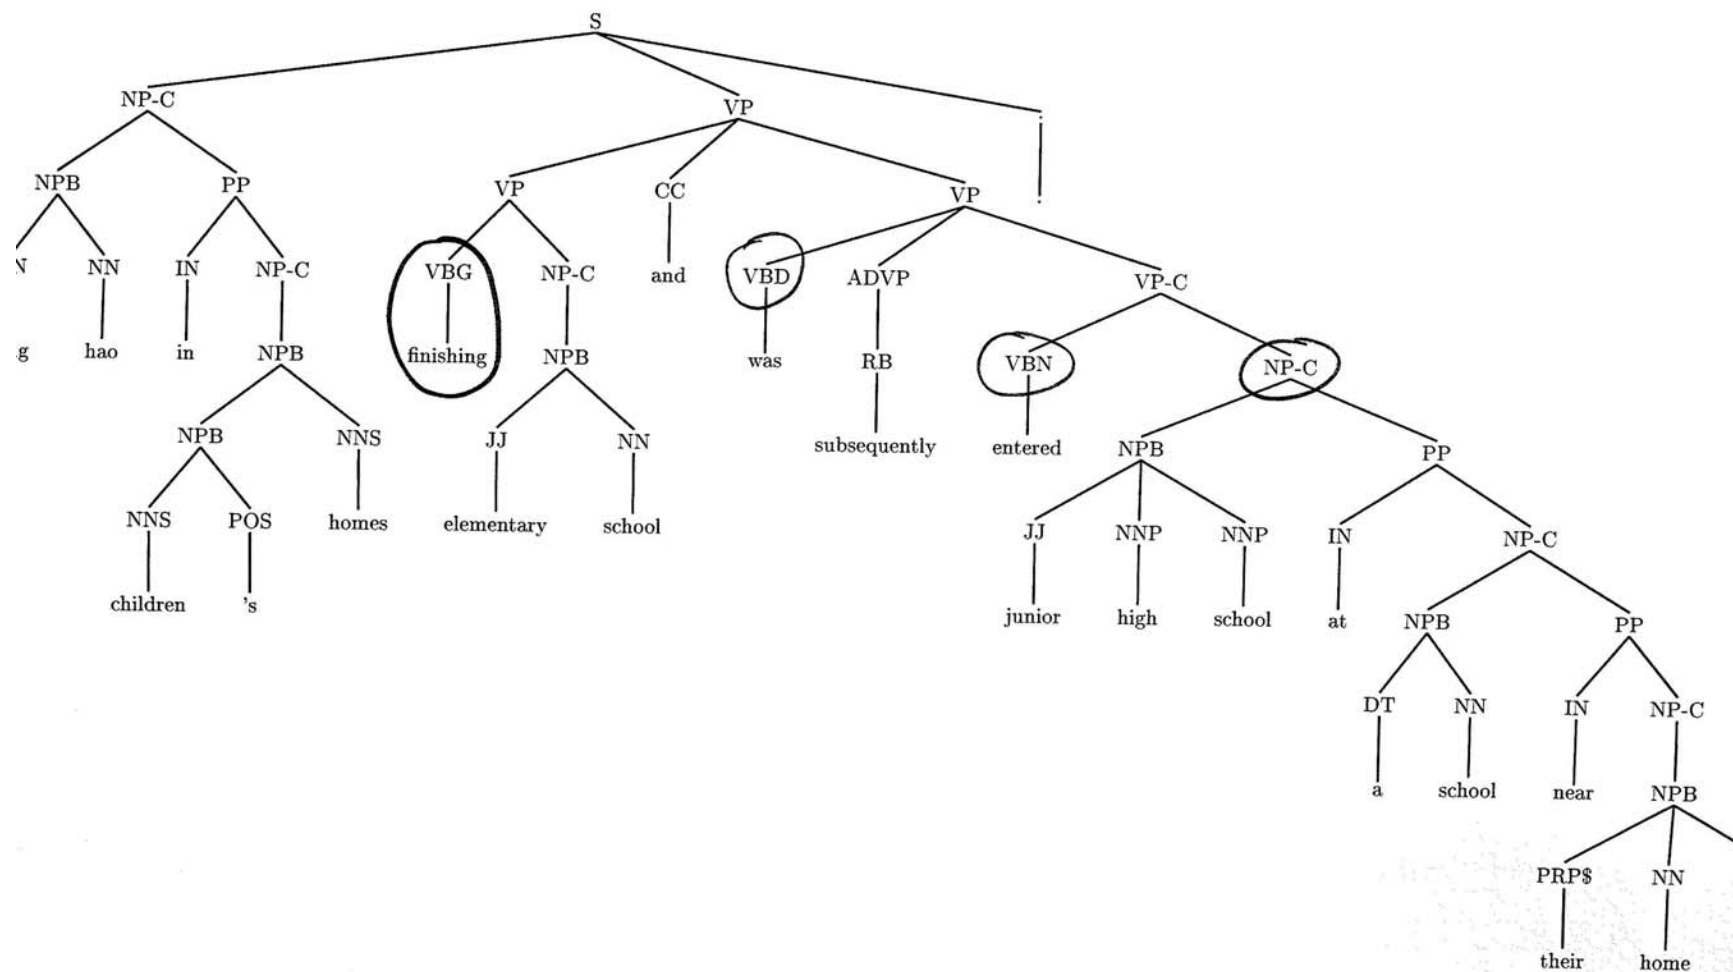 S
NP-C VP .
NPB PP VP CC VP .
N NN IN NP-C VBG NP-C and VBD ADVP VP-C
g hao in NPB finishing NPB was RB VBN NP-C
NPB NNS JJ NN subsequently entered NPB PP
NNS POS homes elementary school JJ NNP NNP IN NP-C
children 's junior high school at NPB PP
DT NN IN NP-C
a school near NPB
PRP$ NN
their home